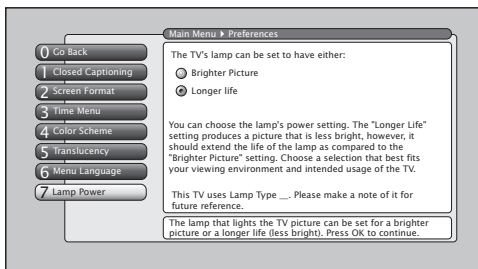 Main Menu ▶ Preferences
0 Go Back
1 Closed Captioning
2 Screen Format
3 Time Menu
4 Color Scheme
5 Translucency
6 Menu Language
7 Lamp Power
The TV's lamp can be set to have either:
Brighter Picture
Longer life
You can choose the lamp's power setting. The "Longer Life"
setting produces a picture that is less bright, however, it
should extend the life of the lamp as compared to the
"Brighter Picture" setting. Choose a selection that best fits
your viewing environment and intended usage of the TV.
This TV uses Lamp Type __. Please make a note of it for
future reference.
The lamp that lights the TV picture can be set for a brighter
picture or a longer life (less bright). Press OK to continue.